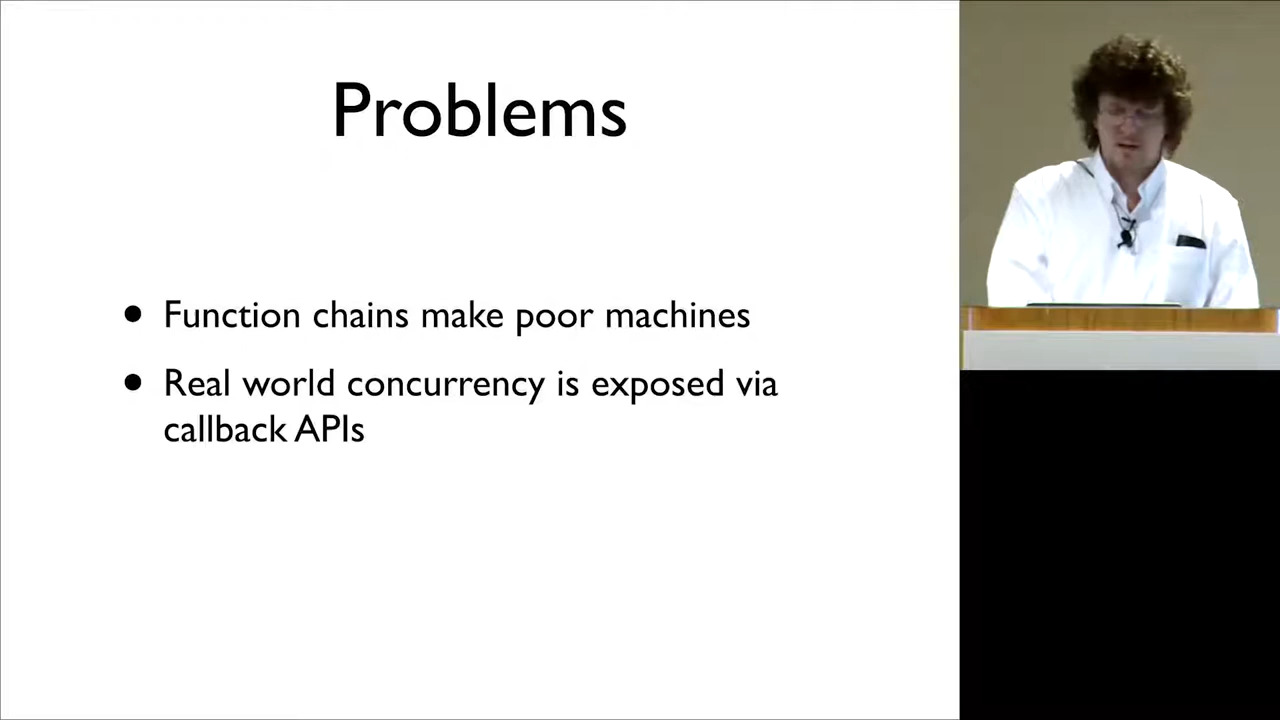 Problems
• Function chains make poor machines
• Real world concurrency is exposed via
callback APIs